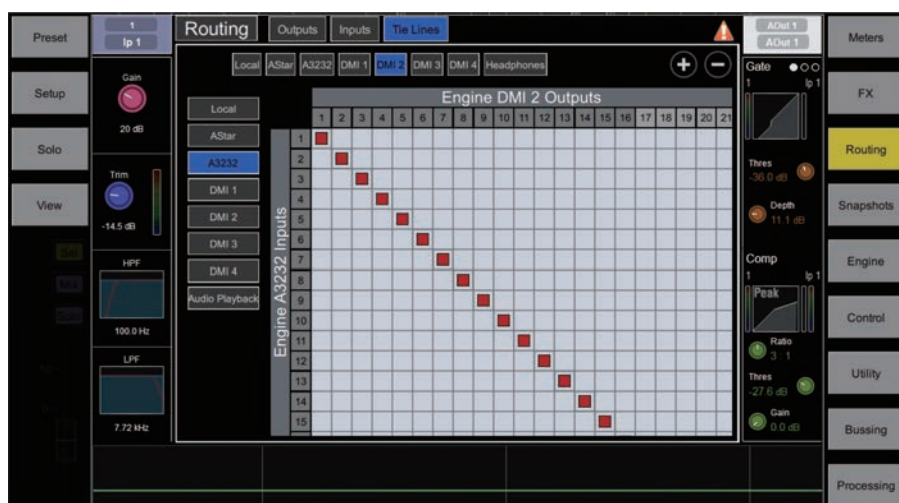 Preset
Setup
Solo
View
Sel
Solo
1
Ip 1
Gain
20 dB
Trim
-14.5 dB
HPF
100.0 Hz
LPF
7.72 kHz
Routing Outputs Inputs Tie Lines
Local AStar A3232 DMI 1 DMI 2 DMI 3 DMI 4 Headphones
+ −
Local
AStar
A3232
DMI 1
DMI 2
DMI 3
DMI 4
Audio Playback
Engine DMI 2 Outputs
1 2 3 4 5 6 7 8 9 10 11 12 13 14 15 16 17 18 19 20 21
Engine A3232 Inputs
1
2
3
4
5
6
7
8
9
10
11
12
13
14
15
AOut 1
AOut 1
Gate
1 Ip 1
Thres
-36.0 dB
Depth
11.1 dB
Comp
1 Ip 1
Peak
Ratio
3 : 1
Thres
-27.6 dB
Gain
0.0 dB
Meters
FX
Routing
Snapshots
Engine
Control
Utility
Bussing
Processing